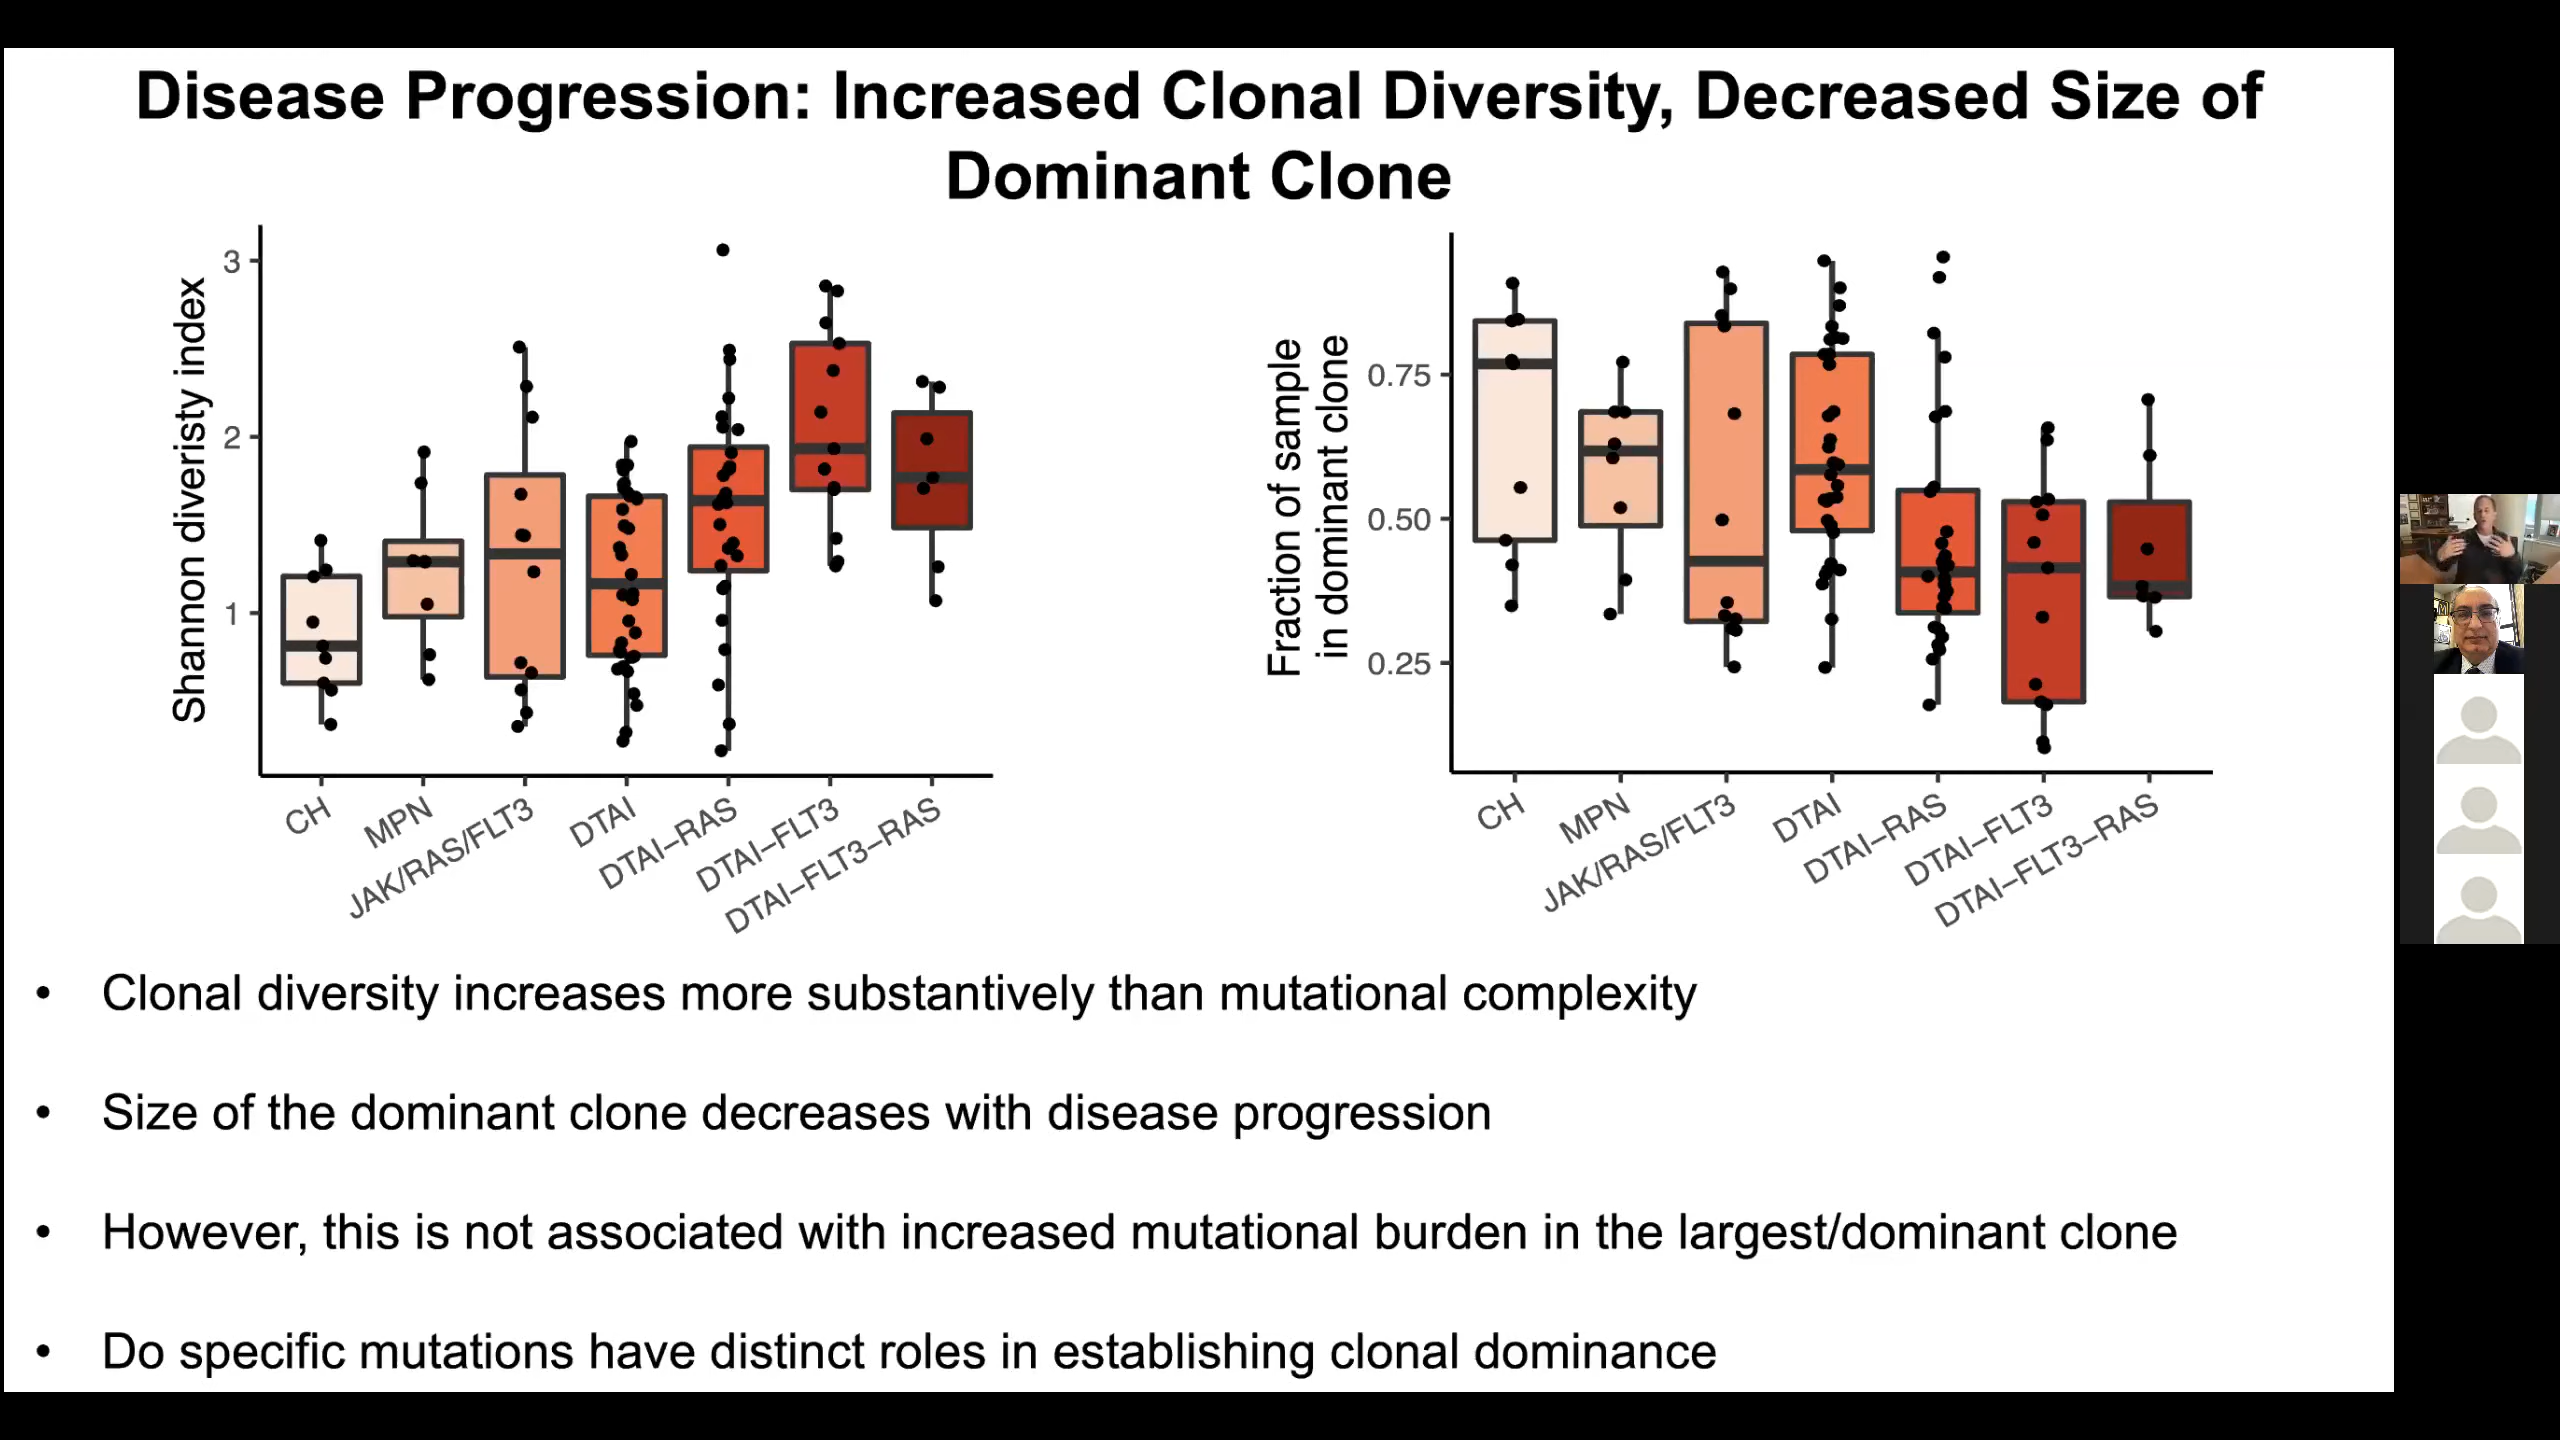 Disease Progression: Increased Clonal Diversity, Decreased Size of
Dominant Clone
Shannon diveristy index
3
2
1
CH
MPN
JAK/RAS/FLT3
DTAI
DTAI–RAS
DTAI–FLT3
DTAI–FLT3–RAS
Fraction of sample
in dominant clone
0.75
0.50
0.25
CH
MPN
JAK/RAS/FLT3
DTAI
DTAI–RAS
DTAI–FLT3
DTAI–FLT3–RAS
• Clonal diversity increases more substantively than mutational complexity
• Size of the dominant clone decreases with disease progression
• However, this is not associated with increased mutational burden in the largest/dominant clone
• Do specific mutations have distinct roles in establishing clonal dominance